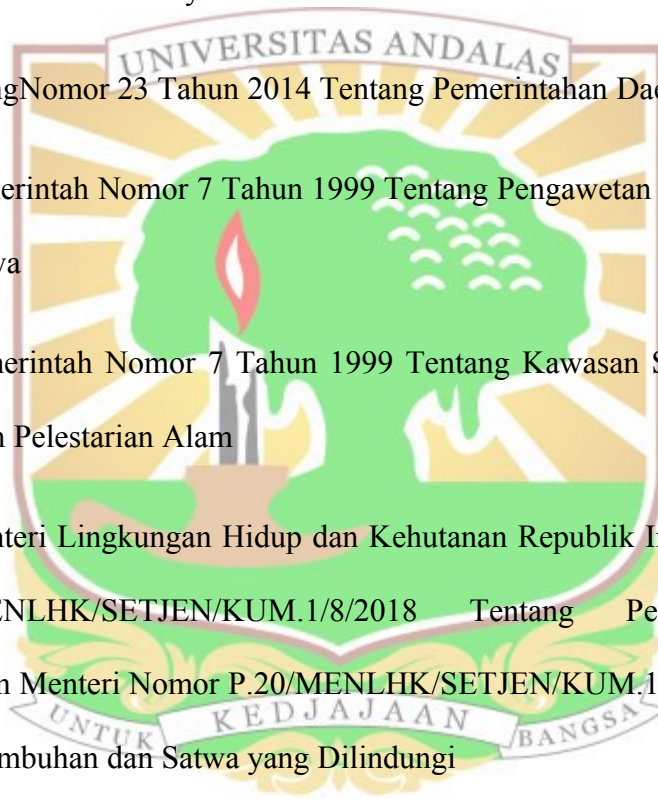 UNIVERSITAS ANDALAS
ngNomor 23 Tahun 2014 Tentang Pemerintahan Dae
erintah Nomor 7 Tahun 1999 Tentang Pengawetan
va
erintah Nomor 7 Tahun 1999 Tentang Kawasan S
n Pelestarian Alam
teri Lingkungan Hidup dan Kehutanan Republik I
ENLHK/SETJEN/KUM.1/8/2018 Tentang Pe
n Menteri Nomor P.20/MENLHK/SETJEN/KUM.1
UNTUK KEDJAJAAN BANGSA
mbuhan dan Satwa yang Dilindungi